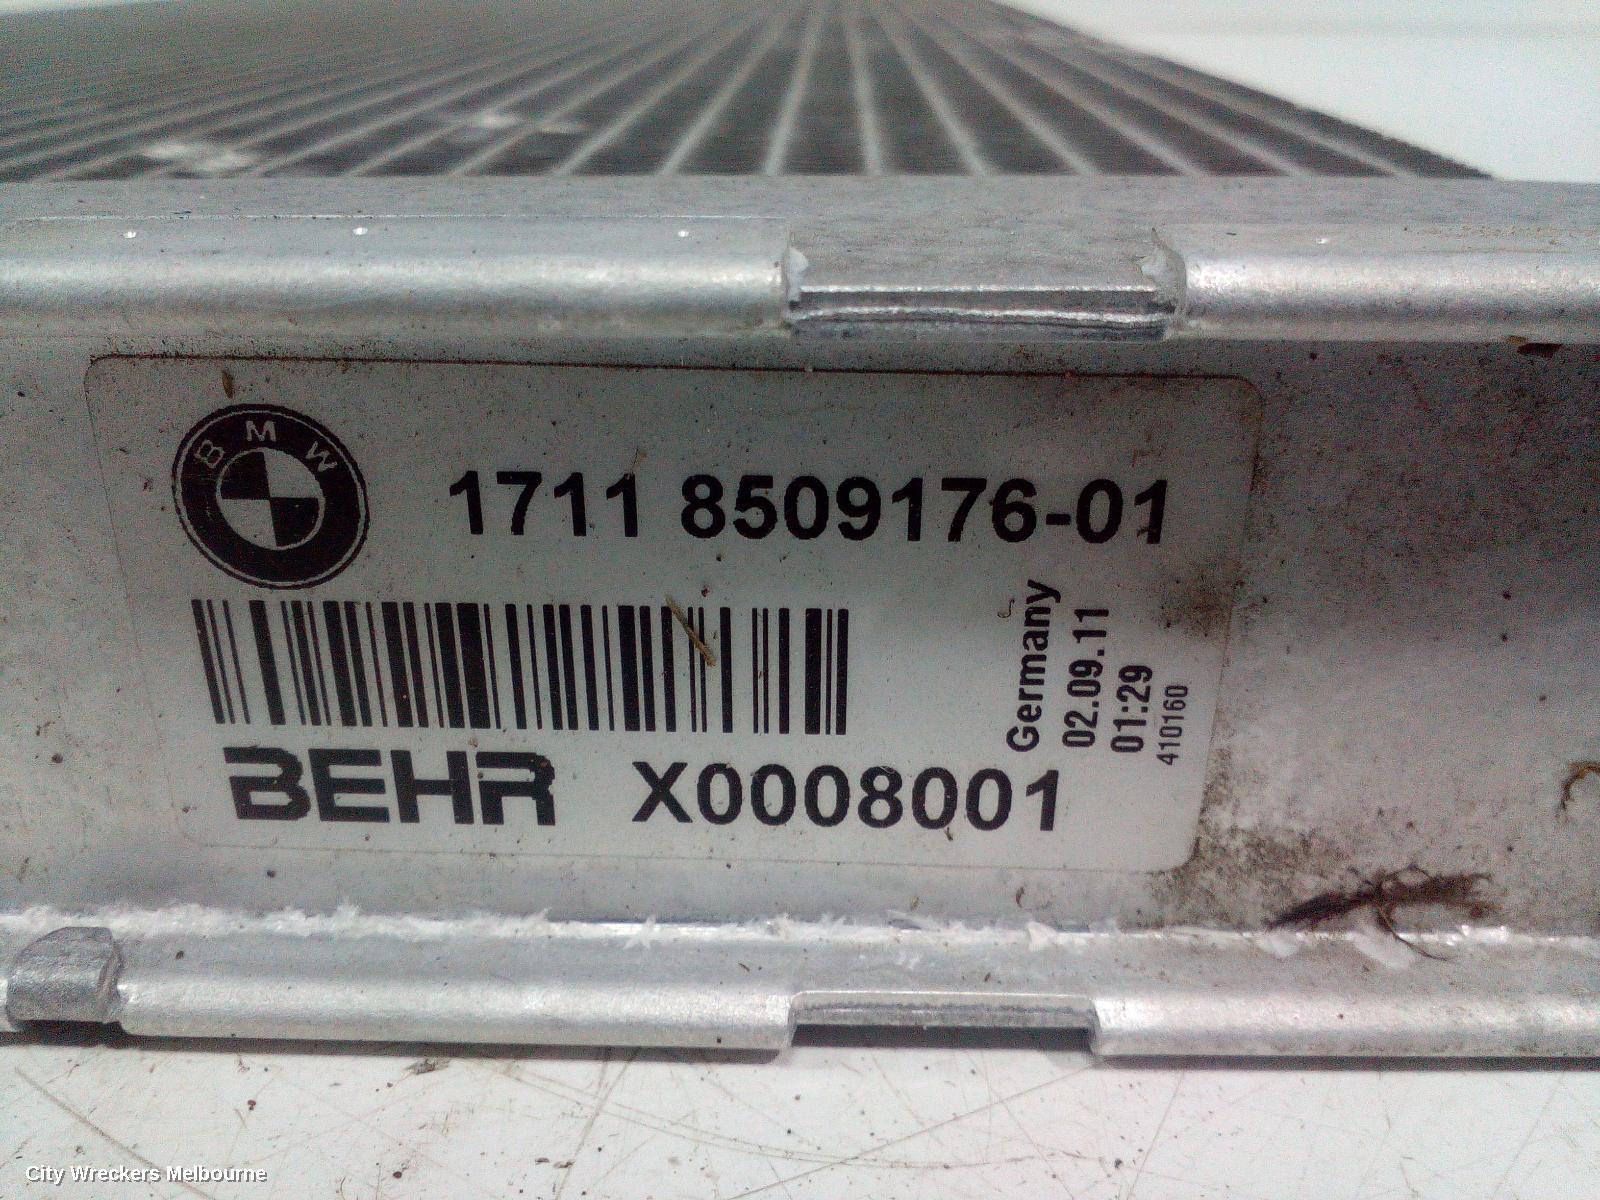 BMW
1711 8509176-01
Germany
02.09.11
01:29
410160
BEHR X0008001
City Wreckers Melbourne